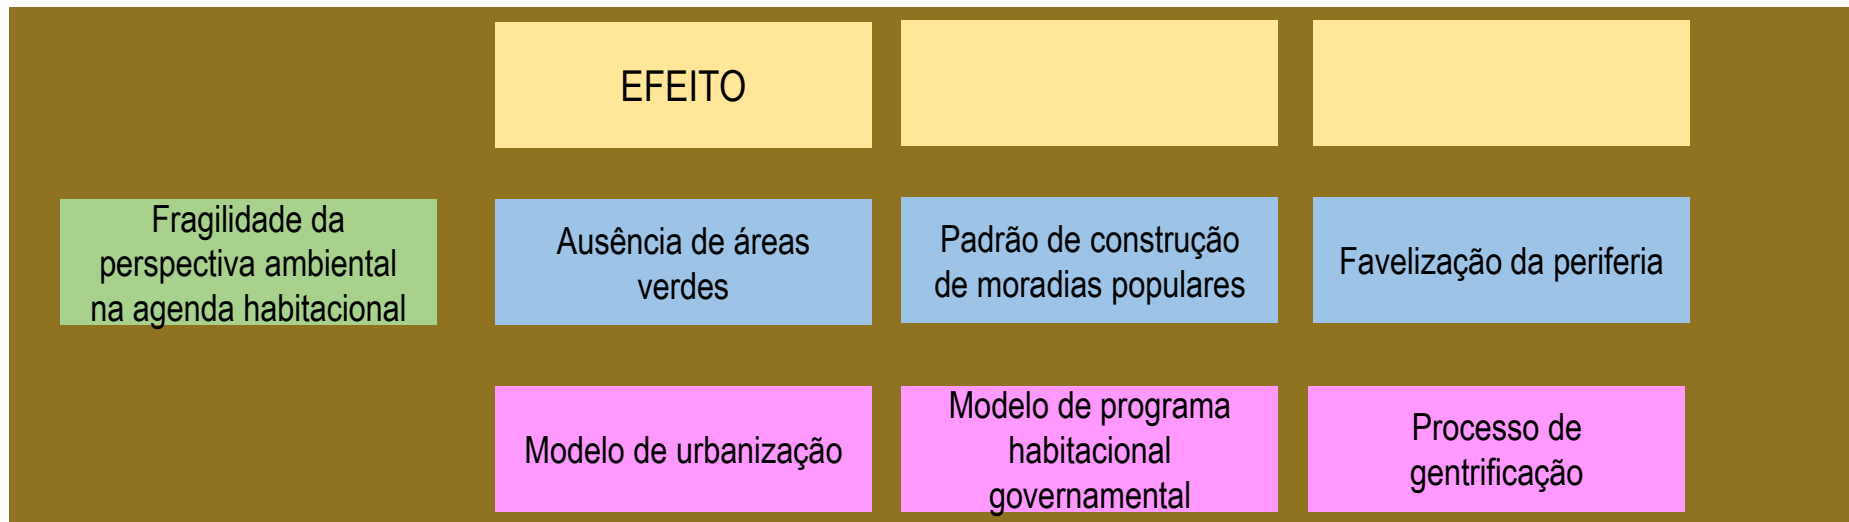 EFEITO
Fragilidade da
perspectiva ambiental
na agenda habitacional
Ausência de áreas
verdes
Padrão de construção
de moradias populares
Favelização da periferia
Modelo de urbanização
Modelo de programa
habitacional
governamental
Processo de
gentrificação